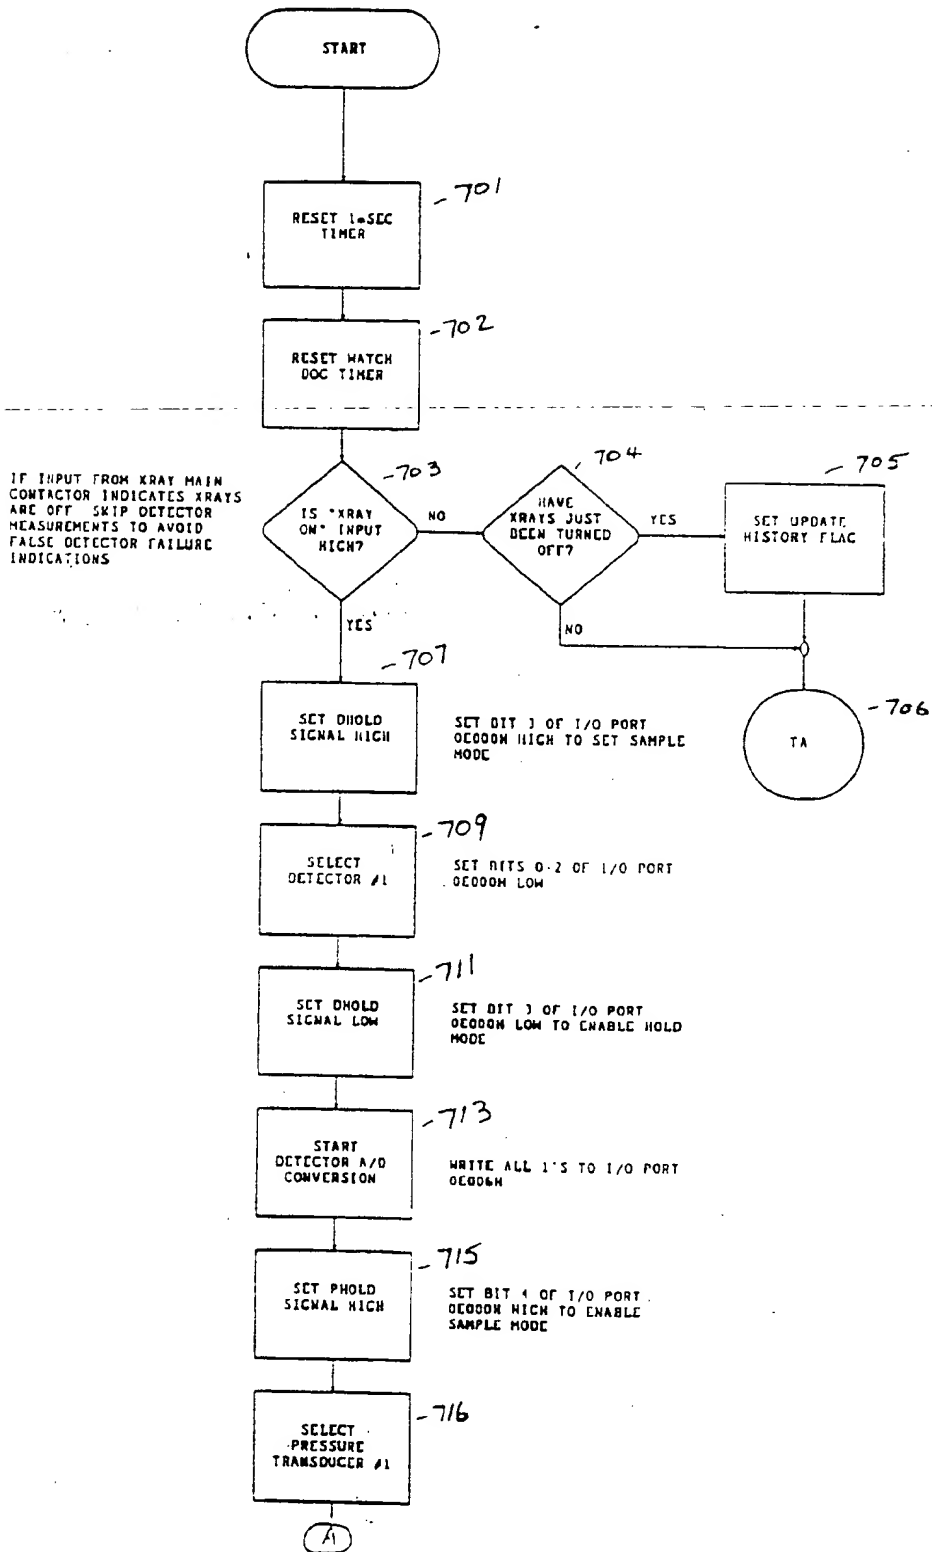 START
701
RESET 1mSEC
TIMER
702
RESET WATCH
DOG TIMER
703
704
705
IF INPUT FROM XRAY MAIN
CONTACTOR INDICATES XRAYS
ARE OFF SKIP DETECTOR
MEASUREMENTS TO AVOID
FALSE DETECTOR FAILURE
INDICATIONS
IS "XRAY
ON" INPUT
HIGH?
NO
HAVE
XRAYS JUST
BEEN TURNED
OFF?
YES
SET UPDATE
HISTORY FLAG
YES
NO
707
706
SET DHOLD
SIGNAL HIGH
SET BIT 3 OF I/O PORT
0E000H HIGH TO SET SAMPLE
MODE
TA
709
SELECT
DETECTOR #1
SET BITS 0-2 OF I/O PORT
0E000H LOW
711
SET DHOLD
SIGNAL LOW
SET BIT 3 OF I/O PORT
0E000H LOW TO ENABLE HOLD
MODE
713
START
DETECTOR A/D
CONVERSION
WRITE ALL 1'S TO I/O PORT
0E006H
715
SET PHOLD
SIGNAL HIGH
SET BIT 4 OF I/O PORT
0E000H HIGH TO ENABLE
SAMPLE MODE
716
SELECT
PRESSURE
TRANSDUCER #1
A1